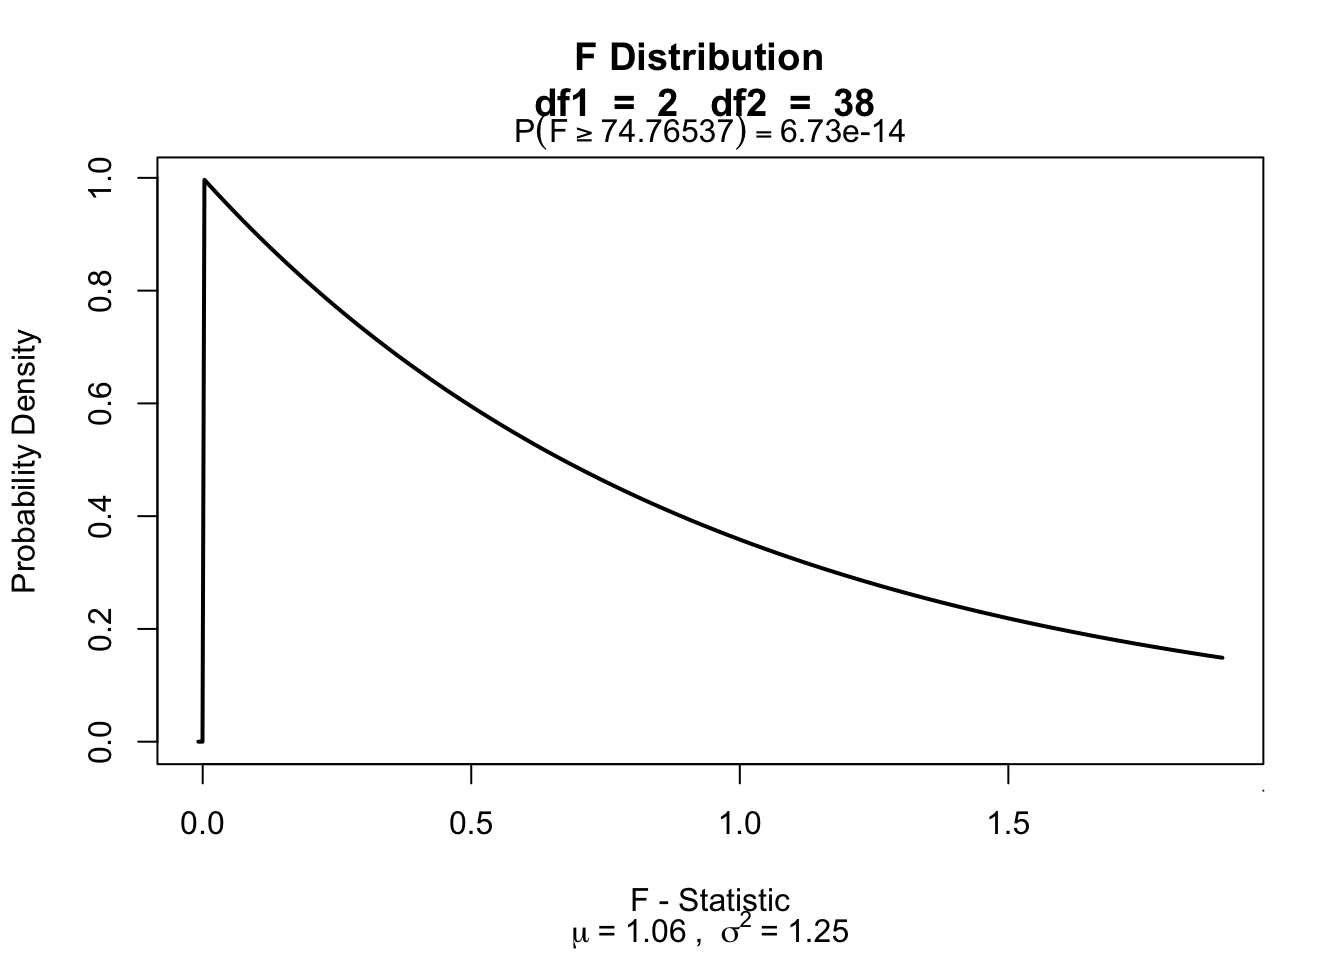 F Distribution
df1 = 2 df2 = 38
P(F ≥ 74.76537) = 6.73e-14
Probability Density
1.0
0.8
0.6
0.4
0.2
0.0
0.0 0.5 1.0 1.5
F - Statistic
μ = 1.06 , σ² = 1.25